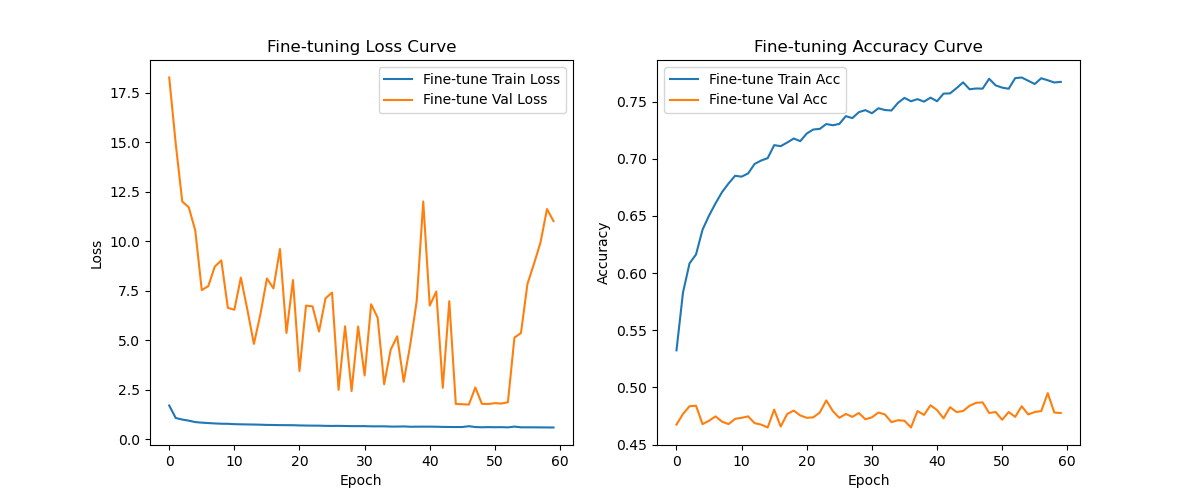 Fine-tuning Loss Curve
Fine-tune Train Loss
Fine-tune Val Loss
17.5
15.0
12.5
10.0
7.5
5.0
2.5
0.0
Loss
0 10 20 30 40 50 60
Epoch
Fine-tuning Accuracy Curve
Fine-tune Train Acc
Fine-tune Val Acc
0.75
0.70
0.65
0.60
0.55
0.50
0.45
Accuracy
0 10 20 30 40 50 60
Epoch